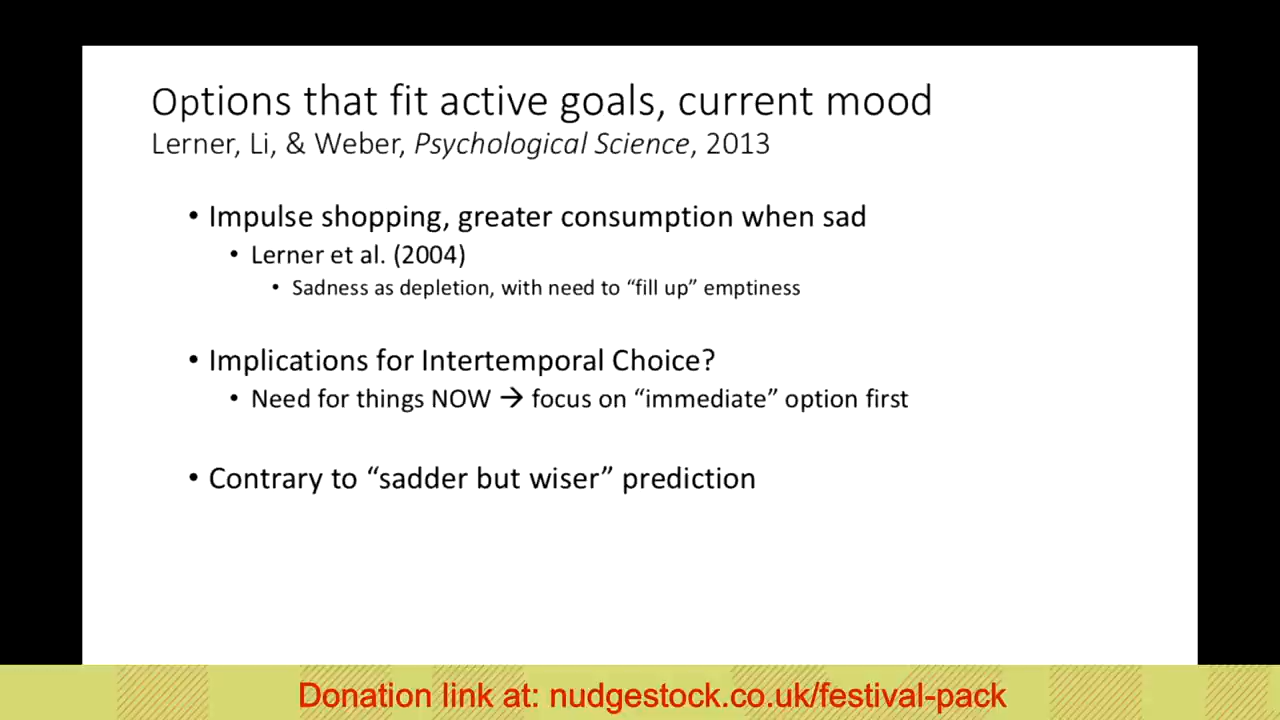 Options that fit active goals, current mood
Lerner, Li, & Weber, Psychological Science, 2013
• Impulse shopping, greater consumption when sad
• Lerner et al. (2004)
• Sadness as depletion, with need to “fill up” emptiness
• Implications for Intertemporal Choice?
• Need for things NOW → focus on “immediate” option first
• Contrary to “sadder but wiser” prediction
Donation link at: nudgestock.co.uk/festival-pack